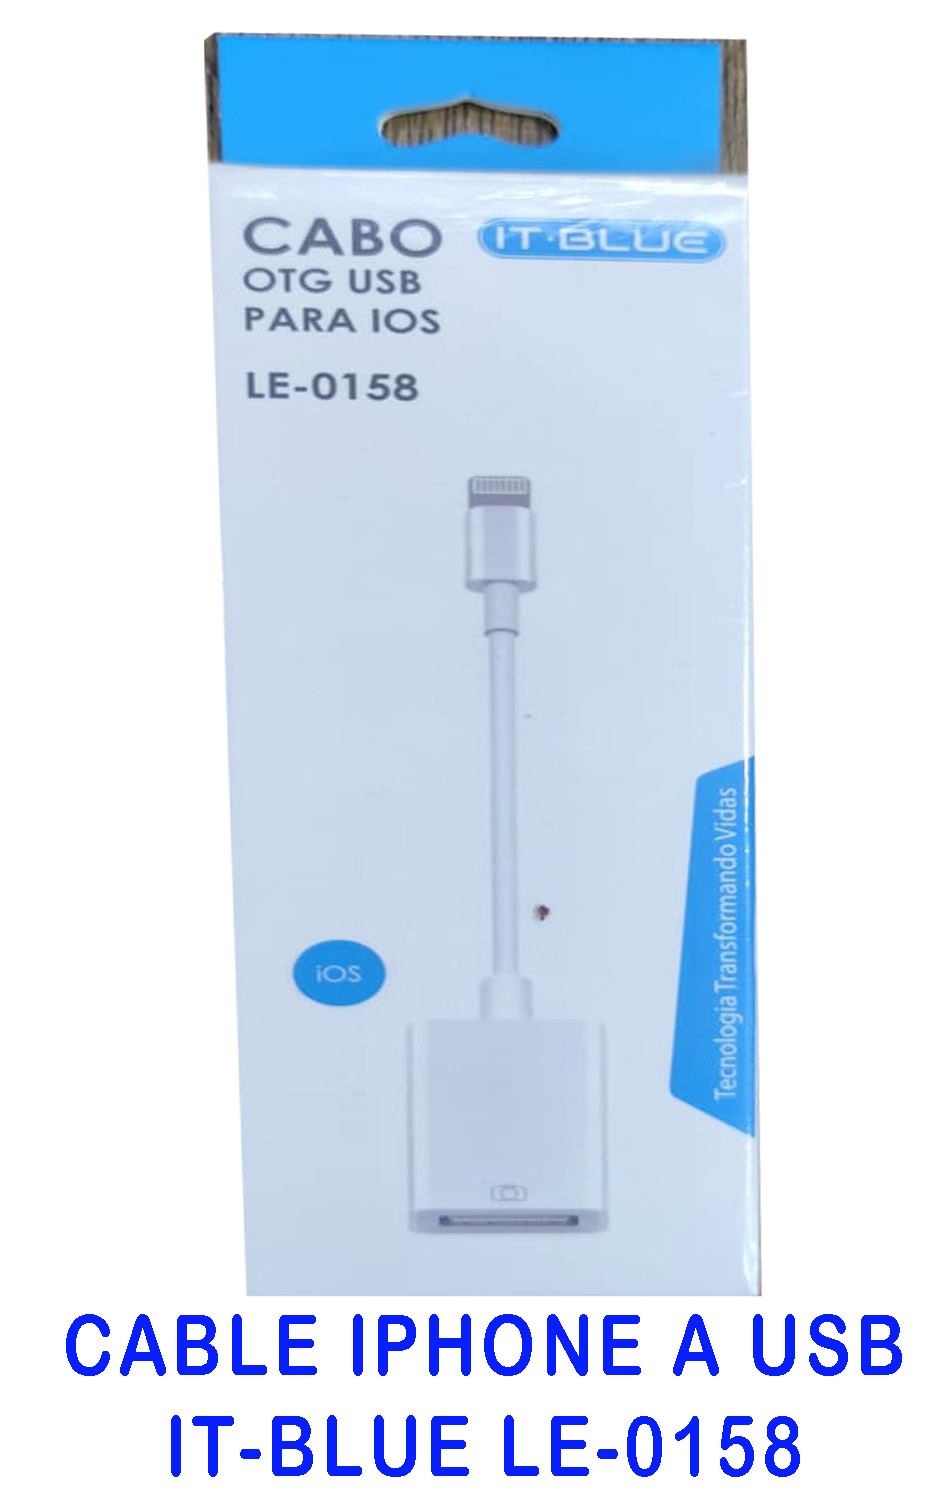 CABO
IT·BLUE
OTG USB
PARA IOS
LE-0158
Tecnologia Transformando Vidas
iOS
CABLE IPHONE A USB
IT-BLUE LE-0158